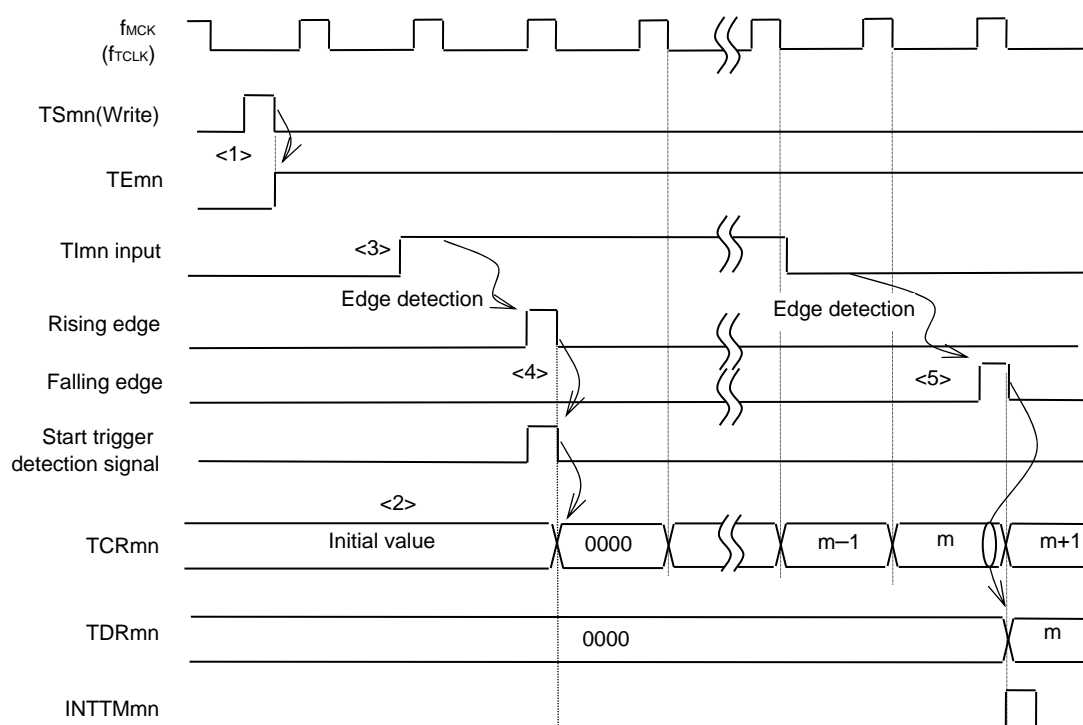 fMCK
(fTCLK)
TSmn(Write)
<1>
TEmn
TImn input
<3>
Edge detection
Edge detection
Rising edge
<4>
<5>
Falling edge
Start trigger
detection signal
<2>
TCRmn
Initial value
0000
m–1
m
m+1
TDRmn
0000
m
INTTMmn